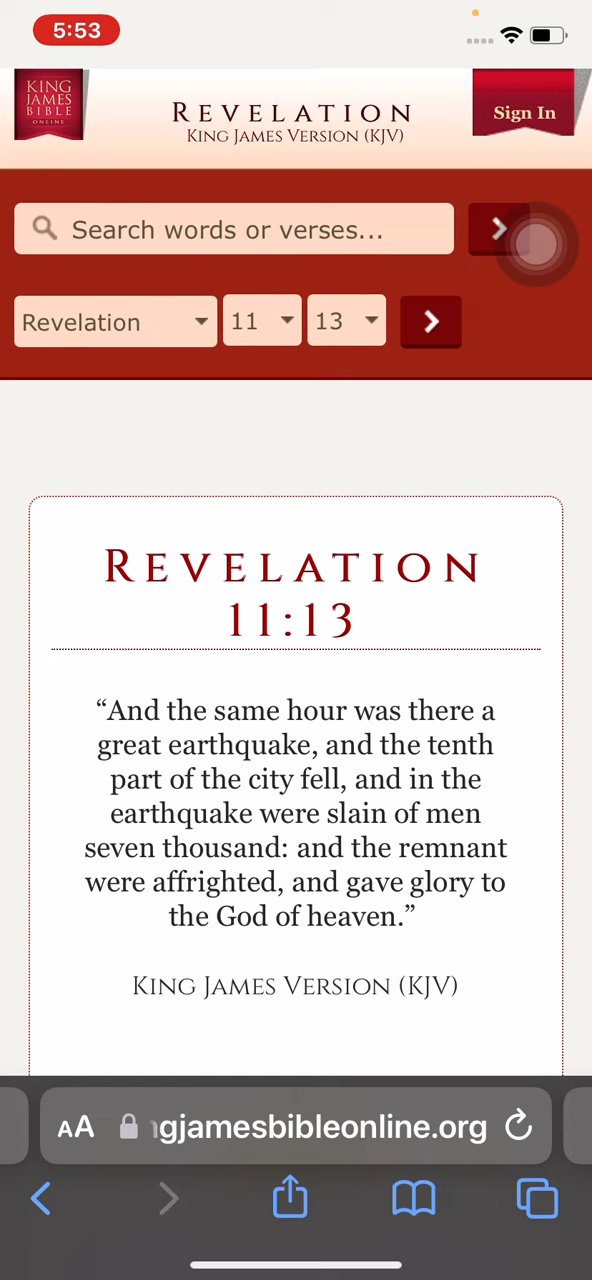 5:53
KING
JAMES
BIBLE
ONLINE
REVELATION
KING JAMES VERSION (KJV)
Sign In
Search words or verses...
Revelation 11 13
REVELATION
11:13
“And the same hour was there a
great earthquake, and the tenth
part of the city fell, and in the
earthquake were slain of men
seven thousand: and the remnant
were affrighted, and gave glory to
the God of heaven.”
KING JAMES VERSION (KJV)
AA gjamesbibleonline.org